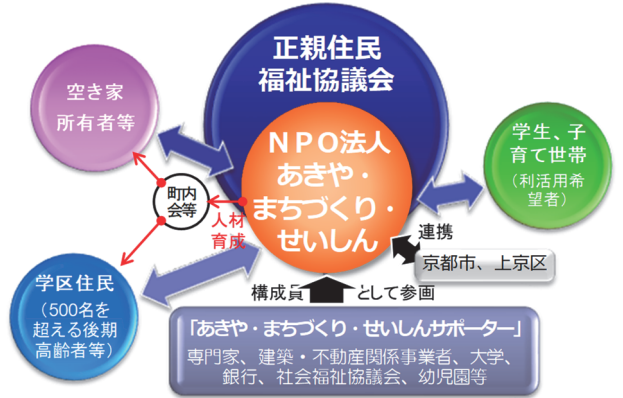 正親住民
福祉協議会
空き家
所有者等
NPO法人
あきや・
まちづくり・
せいしん
学生、子
育て世帯
（利活用希
望者）
町内
会等
人材
育成
連携
京都市、上京区
学区住民
（500名を
超える後期
高齢者等）
構成員として参画
「あきや・まちづくり・せいしんサポーター」
専門家、建築・不動産関係事業者、大学、
銀行、社会福祉協議会、幼児園等